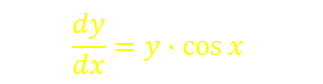 dy/dx = y · cos x